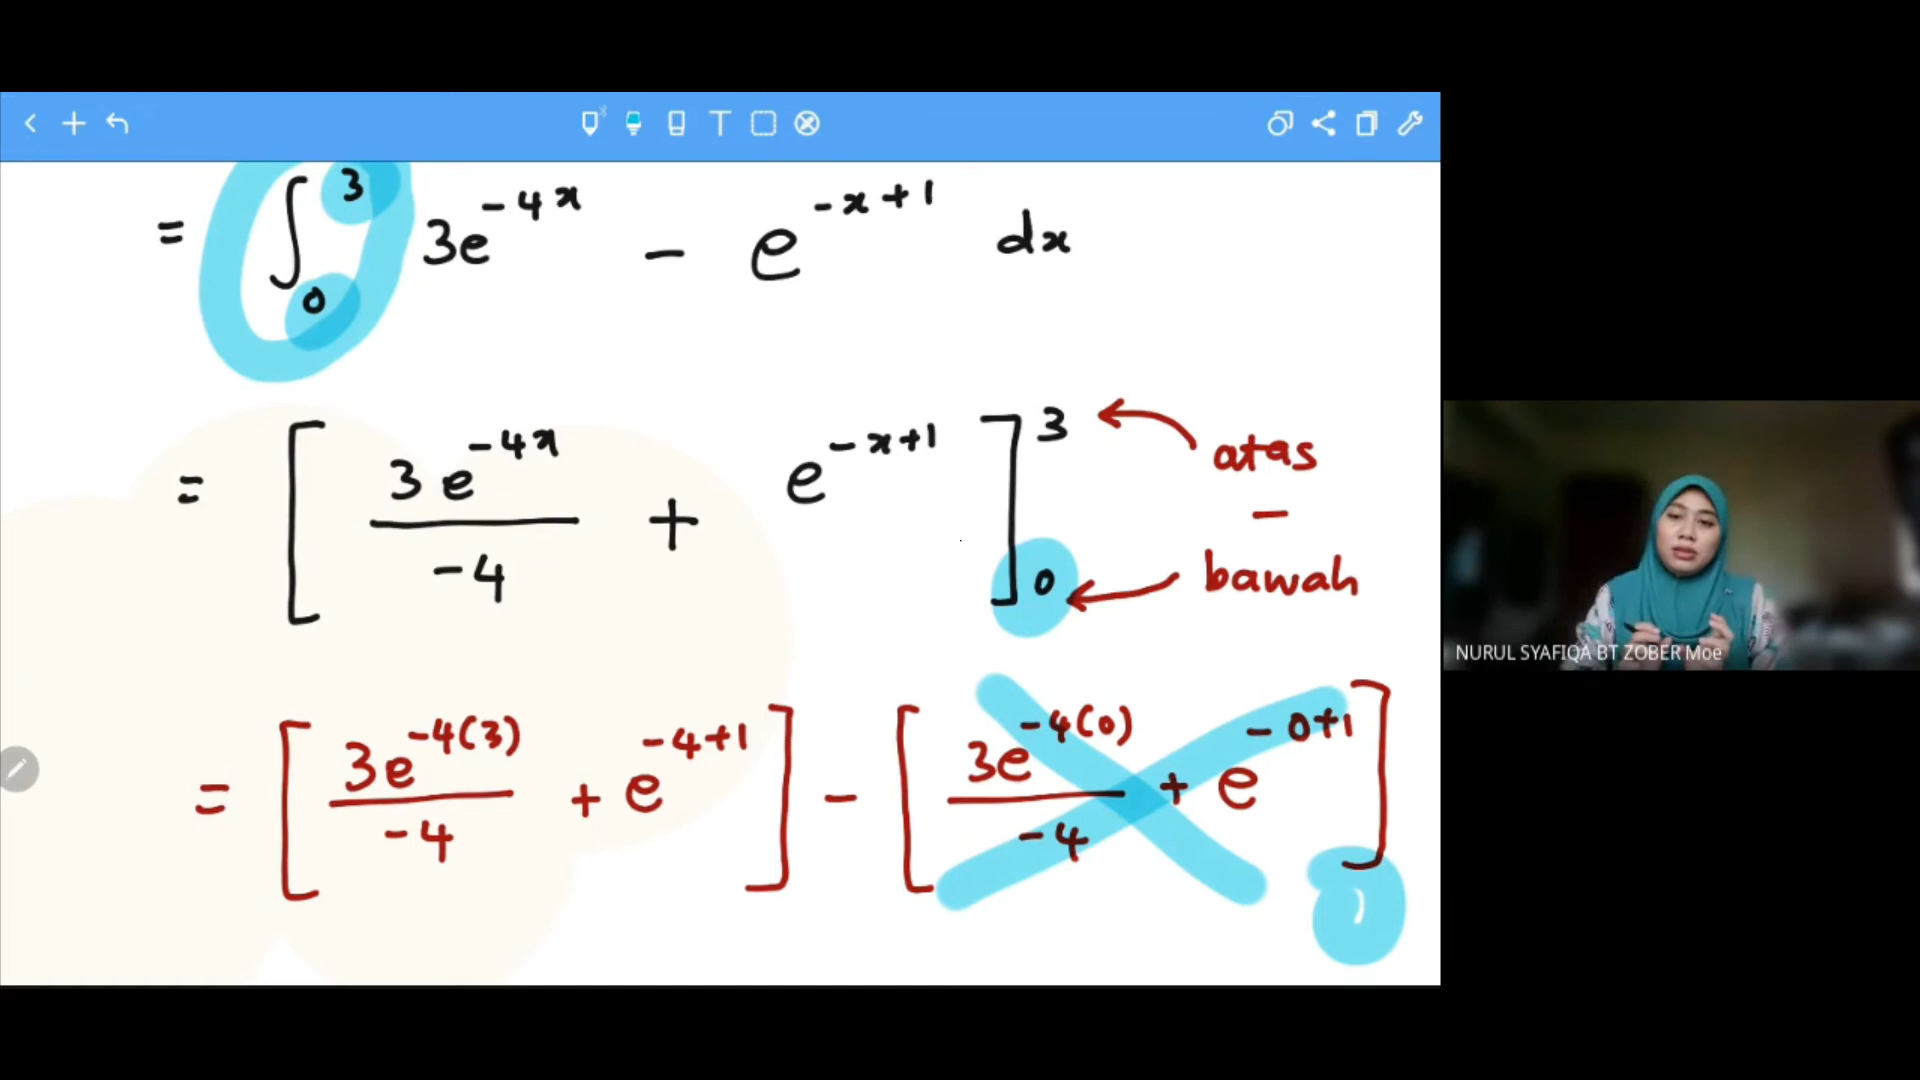 = ∫₀³ 3e^{-4x} - e^{-x+1} dx
= [ 3e^{-4x} / -4 + e^{-x+1} ]₀³
atas
-
bawah
= [ 3e^{-4(3)} / -4 + e^{-4+1} ] - [ 3e^{-4(0)} / -4 + e^{-0+1} ]
NURUL SYAFIQA BT ZOBER Moe